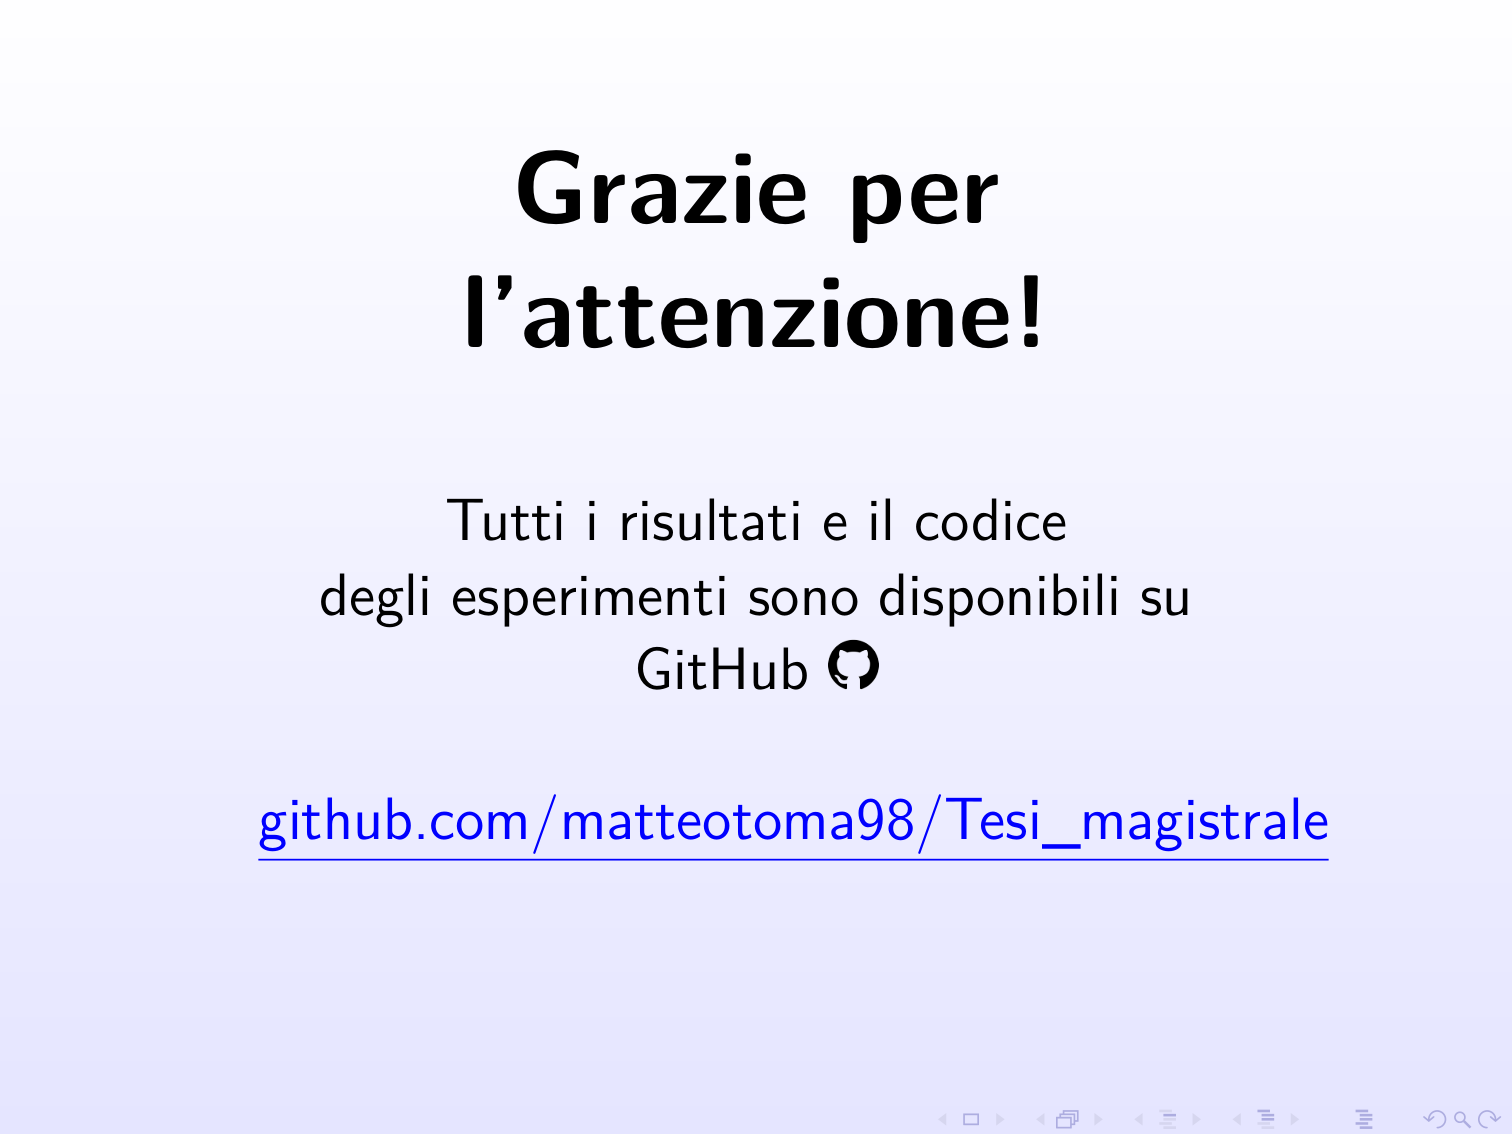 Grazie per
l'attenzione!
Tutti i risultati e il codice
degli esperimenti sono disponibili su
GitHub
github.com/matteotoma98/Tesi_magistrale